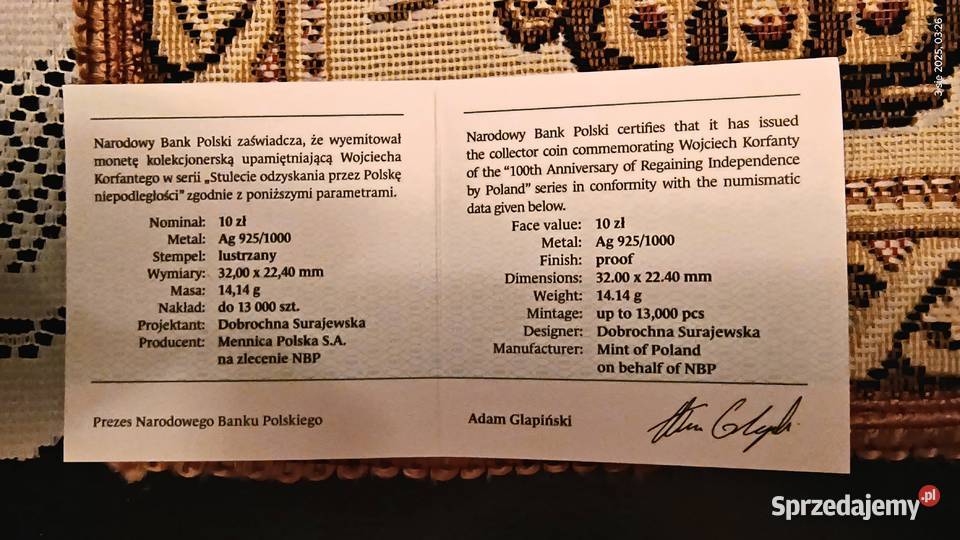 Narodowy Bank Polski zaświadcza, że wyemitował
monetę kolekcjonerską upamiętniającą Wojciecha
Korfantego w serii „Stulecie odzyskania przez Polskę
niepodległości” zgodnie z poniższymi parametrami.
Nominał: 10 zł
Metal: Ag 925/1000
Stempel: lustrzany
Wymiary: 32,00 x 22,40 mm
Masa: 14,14 g
Nakład: do 13 000 szt.
Projektant: Dobrochna Surajewska
Producent: Mennica Polska S.A.
na zlecenie NBP
Prezes Narodowego Banku Polskiego
Narodowy Bank Polski certifies that it has issued
the collector coin commemorating Wojciech Korfanty
of the “100th Anniversary of Regaining Independence
by Poland” series in conformity with the numismatic
data given below.
Face value: 10 zł
Metal: Ag 925/1000
Finish: proof
Dimensions: 32.00 x 22.40 mm
Weight: 14.14 g
Mintage: up to 13,000 pcs
Designer: Dobrochna Surajewska
Manufacturer: Mint of Poland
on behalf of NBP
Adam Glapiński
3 sie 2025, 03:26
Sprzedajemy.pl